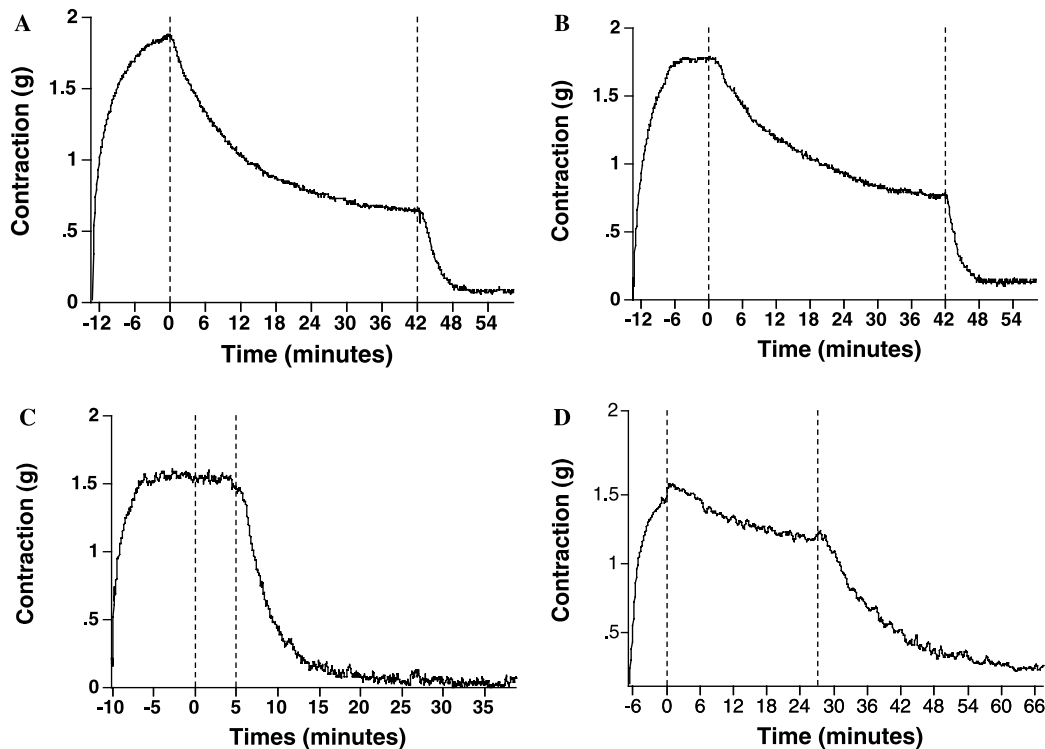 A
Contraction (g)
2
1.5
1
.5
0
-12 -6 0 6 12 18 24 30 36 42 48 54
Time (minutes)
B
Contraction (g)
2
1.5
1
.5
0
-12 -6 0 6 12 18 24 30 36 42 48 54
Time (minutes)
C
Contraction (g)
2
1.5
1
.5
0
-10 -5 0 5 10 15 20 25 30 35
Times (minutes)
D
Contraction (g)
2
1.5
1
.5
-6 0 6 12 18 24 30 36 42 48 54 60 66
Time (minutes)